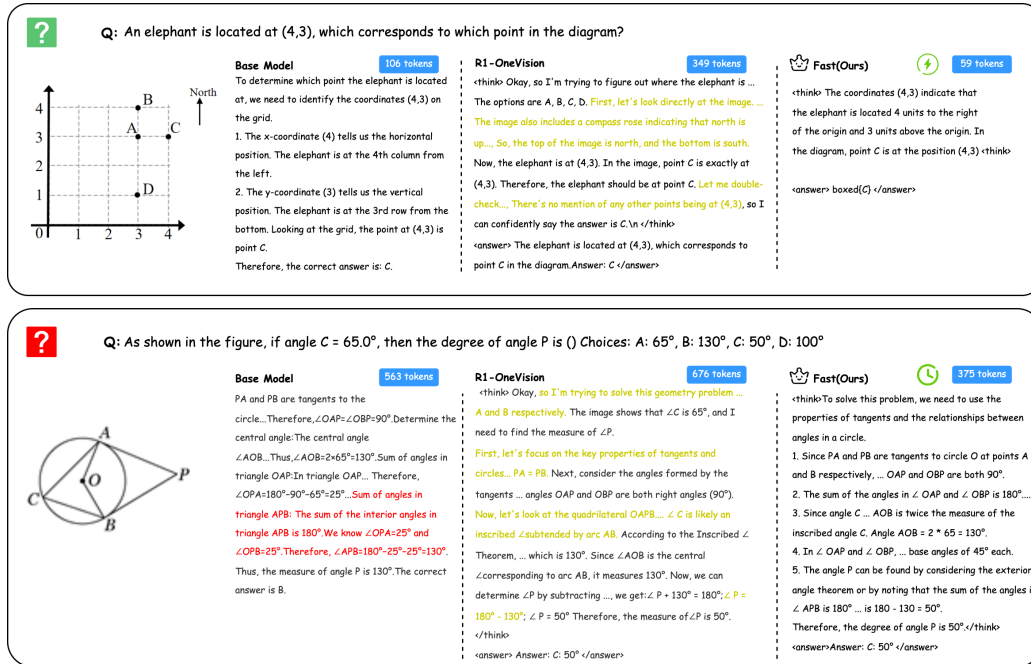 ?
Q: An elephant is located at (4,3), which corresponds to which point in the diagram?
North
4
3
2
1
0
1
2
3
4
B
A
C
D
Base Model
106 tokens
To determine which point the elephant is located
at, we need to identify the coordinates (4,3) on
the grid.
1. The x-coordinate (4) tells us the horizontal
position. The elephant is at the 4th column from
the left.
2. The y-coordinate (3) tells us the vertical
position. The elephant is at the 3rd row from the
bottom. Looking at the grid, the point at (4,3) is
point C.
Therefore, the correct answer is: C.
R1-OneVision
349 tokens
<think> Okay, so I'm trying to figure out where the elephant is ...
The options are A, B, C, D. First, let's look directly at the image. ...
The image also includes a compass rose indicating that north is
up..., So, the top of the image is north, and the bottom is south.
Now, the elephant is at (4,3). In the image, point C is exactly at
(4,3). Therefore, the elephant should be at point C. Let me double-
check..., There's no mention of any other points being at (4,3), so I
can confidently say the answer is C.\n </think>
<answer> The elephant is located at (4,3), which corresponds to
point C in the diagram.Answer: C </answer>
Fast(Ours)
59 tokens
<think> The coordinates (4,3) indicate that
the elephant is located 4 units to the right
of the origin and 3 units above the origin. In
the diagram, point C is at the position (4,3) <think>
<answer> boxed{C} </answer>
?
Q: As shown in the figure, if angle C = 65.0°, then the degree of angle P is () Choices: A: 65°, B: 130°, C: 50°, D: 100°
A
O
P
C
B
Base Model
563 tokens
PA and PB are tangents to the
circle...Therefore,∠OAP=∠OBP=90°.Determine the
central angle:The central angle
∠AOB...Thus,∠AOB=2×65°=130°.Sum of angles in
triangle OAP:In triangle OAP... Therefore,
∠OPA=180°-90°-65°=25°...Sum of angles in
triangle APB: The sum of the interior angles in
triangle APB is 180°.We know ∠OPA=25° and
∠OPB=25°.Therefore, ∠APB=180°-25°-25°=130°.
Thus, the measure of angle P is 130°.The correct
answer is B.
R1-OneVision
676 tokens
<think> Okay, so I'm trying to solve this geometry problem ...
A and B respectively. The image shows that ∠C is 65°, and I
need to find the measure of ∠P.
First, let's focus on the key properties of tangents and
circles... PA = PB. Next, consider the angles formed by the
tangents ... angles OAP and OBP are both right angles (90°).
Now, let's look at the quadrilateral OAPB.... ∠ C is likely an
inscribed ∠subtended by arc AB. According to the Inscribed ∠
Theorem, ... which is 130°. Since ∠AOB is the central
∠corresponding to arc AB, it measures 130°. Now, we can
determine ∠P by subtracting ..., we get:∠ P + 130° = 180°;∠ P =
180° - 130°; ∠ P = 50° Therefore, the measure of∠P is 50°.
</think>
<answer> Answer: C: 50° </answer>
Fast(Ours)
375 tokens
<think>To solve this problem, we need to use the
properties of tangents and the relationships between
angles in a circle.
1. Since PA and PB are tangents to circle O at points A
and B respectively, ... OAP and OBP are both 90°.
2. The sum of the angles in ∠ OAP and ∠ OBP is 180°....
3. Since angle C ... AOB is twice the measure of the
inscribed angle C. Angle AOB = 2 * 65 = 130°.
4. In ∠ OAP and ∠ OBP, ... base angles of 45° each.
5. The angle P can be found by considering the exterior
angle theorem or by noting that the sum of the angles i
∠ APB is 180° ... is 180 - 130 = 50°.
Therefore, the degree of angle P is 50°.</think>
<answer>Answer: C: 50° </answer>